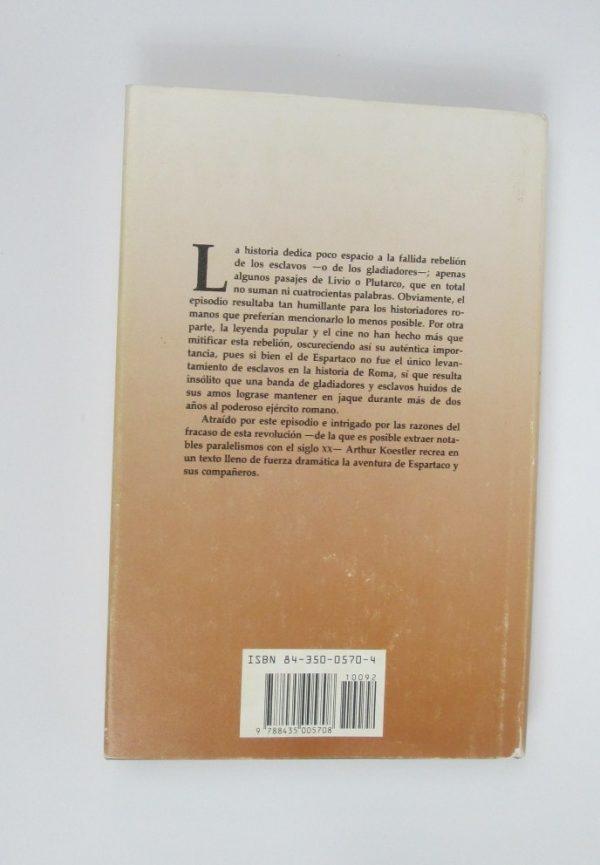 La historia dedica poco espacio a la fallida rebelión
de los esclavos —o de los gladiadores—; apenas
algunos pasajes de Livio o Plutarco, que en total
no suman ni cuatrocientas palabras. Obviamente, el
episodio resultaba tan humillante para los historiadores ro-
manos que preferían mencionarlo lo menos posible. Por otra
parte, la leyenda popular y el cine no han hecho más que
mitificar esta rebelión, oscureciendo así su auténtica impor-
tancia, pues si bien el de Espartaco no fue el único levan-
tamiento de esclavos en la historia de Roma, sí que resulta
insólito que una banda de gladiadores y esclavos huidos de
sus amos lograse mantener en jaque durante más de dos
años al poderoso ejército romano.
Atraído por este episodio e intrigado por las razones del
fracaso de esta revolución —de la que es posible extraer nota-
bles paralelismos con el siglo XX— Arthur Koestler recrea en
un texto lleno de fuerza dramática la aventura de Espartaco y
sus compañeros.
ISBN 84-350-0570-4
10092
9 788435 005708